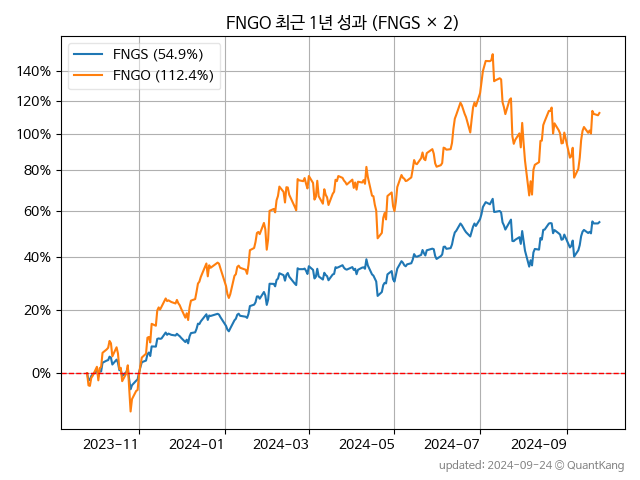 FNGO 최근 1년 성과 (FNGS × 2)
FNGS (54.9%)
FNGO (112.4%)
140%
120%
100%
80%
60%
40%
20%
0%
2023-11 2024-01 2024-03 2024-05 2024-07 2024-09
updated: 2024-09-24 © QuantKang